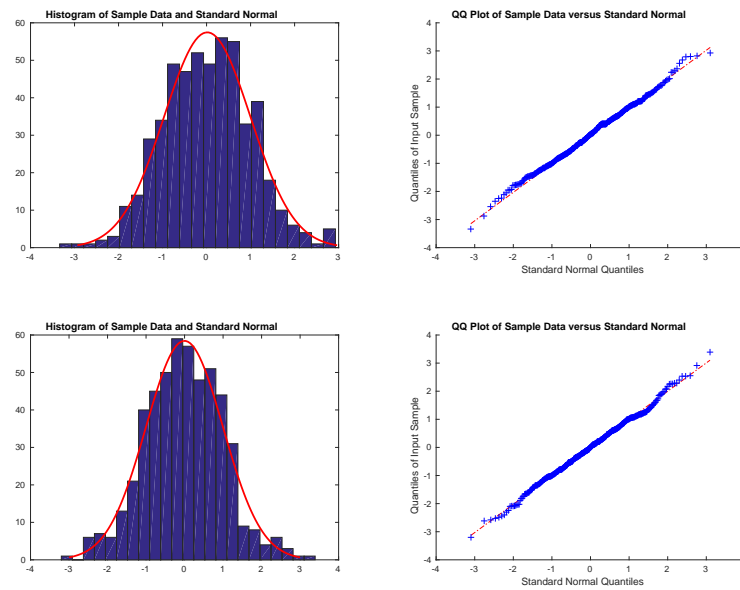 Histogram of Sample Data and Standard Normal
60
50
40
30
20
10
0
-4 -3 -2 -1 0 1 2 3
QQ Plot of Sample Data versus Standard Normal
Quantiles of Input Sample
4
3
2
1
0
-1
-2
-3
-4
-4 -3 -2 -1 0 1 2 3
Standard Normal Quantiles
Histogram of Sample Data and Standard Normal
60
50
40
30
20
10
0
-4 -3 -2 -1 0 1 2 3 4
QQ Plot of Sample Data versus Standard Normal
Quantiles of Input Sample
4
3
2
1
0
-1
-2
-3
-4
-4 -3 -2 -1 0 1 2 3
Standard Normal Quantiles